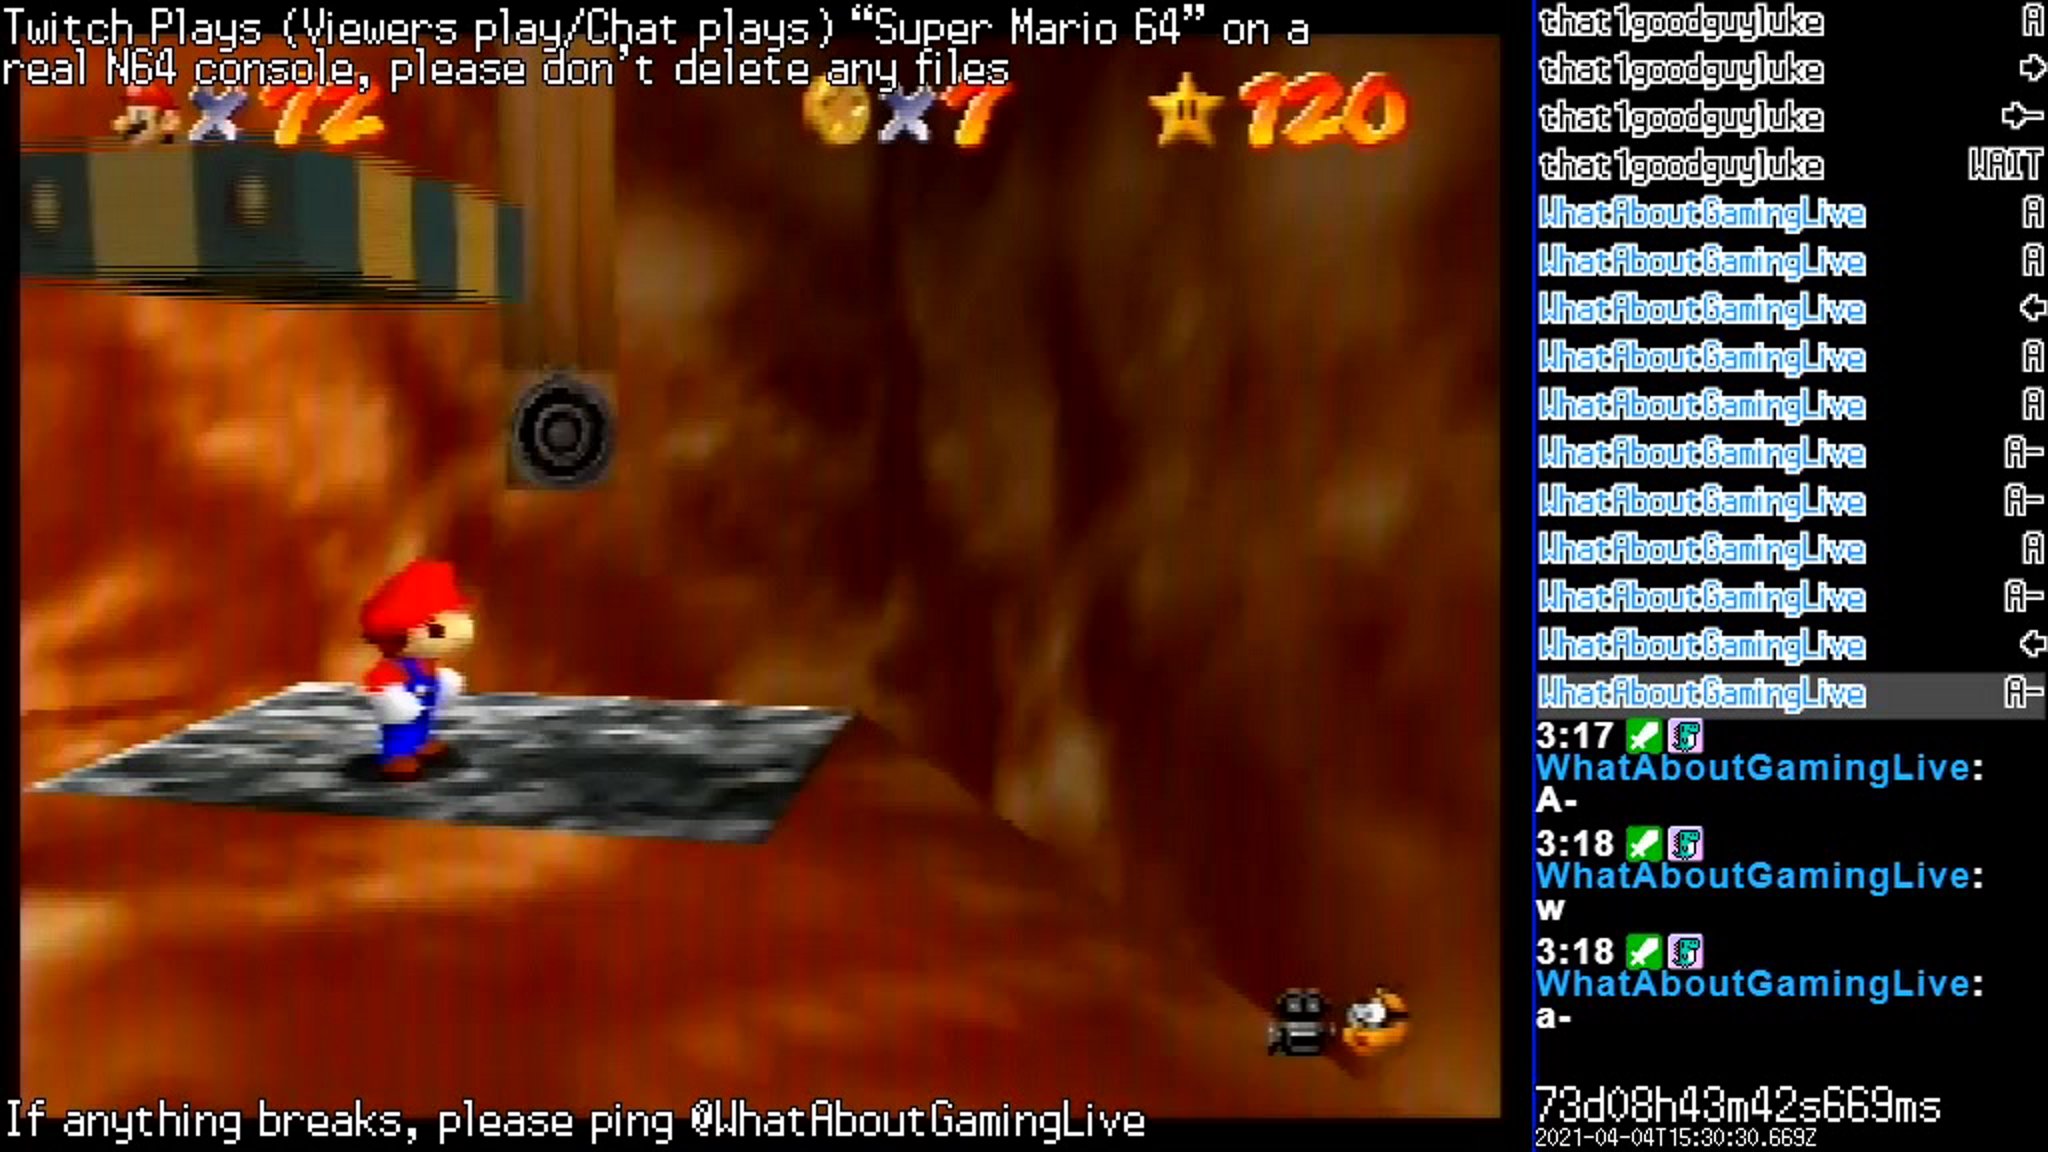 Twitch Plays (Viewers play/Chat plays) “Super Mario 64” on a
real N64 console, please don't delete any files
x 72
x 7
120
that1goodguyluke A
that1goodguyluke
that1goodguyluke
that1goodguyluke WAIT
WhatAboutGamingLive A
WhatAboutGamingLive A
WhatAboutGamingLive
WhatAboutGamingLive A
WhatAboutGamingLive A
WhatAboutGamingLive A-
WhatAboutGamingLive A-
WhatAboutGamingLive A
WhatAboutGamingLive A-
WhatAboutGamingLive
WhatAboutGamingLive A-
3:17
WhatAboutGamingLive:
A-
3:18
WhatAboutGamingLive:
w
3:18
WhatAboutGamingLive:
a-
73d08h43m42s669ms
2021-04-04T15:30:30.669Z
If anything breaks, please ping @WhatAboutGamingLive